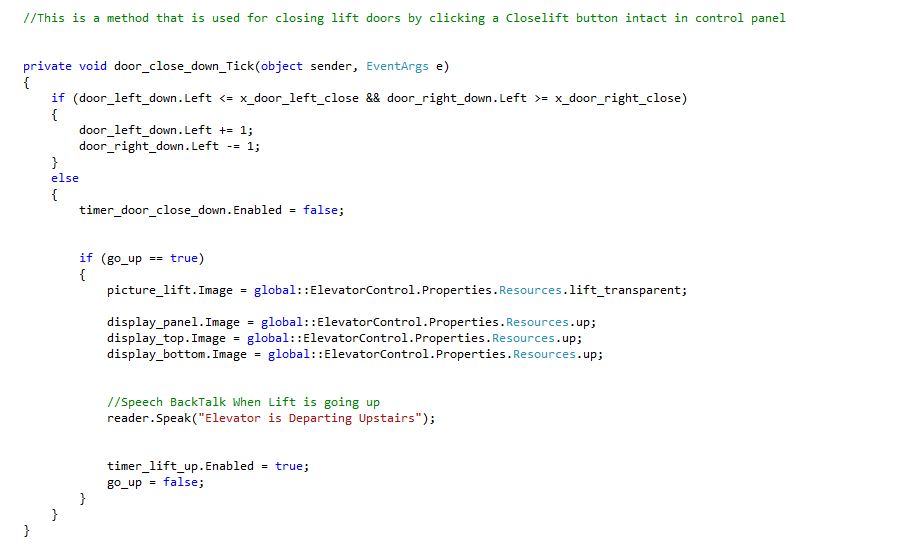 //This is a method that is used for closing lift doors by clicking a Closelift button intact in control panel
private void door_close_down_Tick(object sender, EventArgs e)
{
if (door_left_down.Left <= x_door_left_close && door_right_down.Left >= x_door_right_close)
{
door_left_down.Left += 1;
door_right_down.Left -= 1;
}
else
{
timer_door_close_down.Enabled = false;
if (go_up == true)
{
picture_lift.Image = global::ElevatorControl.Properties.Resources.lift_transparent;
display_panel.Image = global::ElevatorControl.Properties.Resources.up;
display_top.Image = global::ElevatorControl.Properties.Resources.up;
display_bottom.Image = global::ElevatorControl.Properties.Resources.up;
//Speech BackTalk When Lift is going up
reader.Speak("Elevator is Departing Upstairs");
timer_lift_up.Enabled = true;
go_up = false;
}
}
}